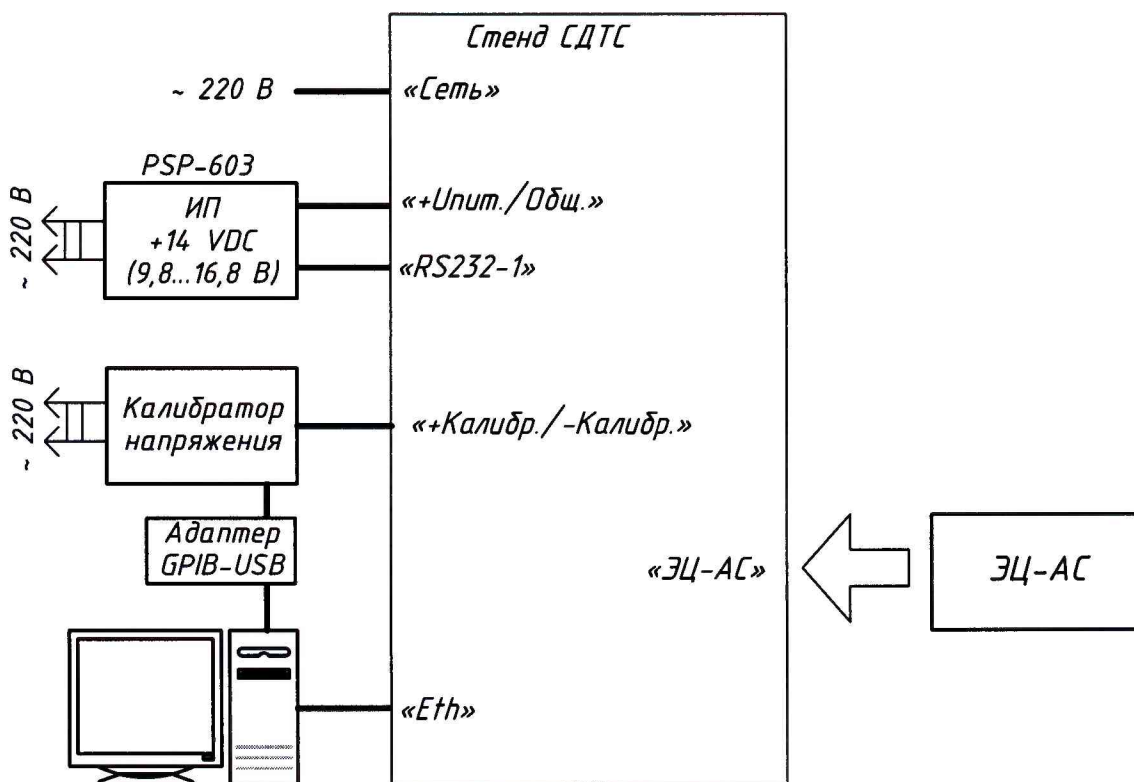 Стенд СДТС
~ 220 В
«Сеть»
PSP-603
~ 220 В
ИП
+14 VDC
(9,8...16,8 В)
«+Uпит./Общ.»
«RS232-1»
~ 220 В
Калибратор
напряжения
«+Калибр./-Калибр.»
Адаптер
GPIB-USB
«ЭЦ-АС»
ЭЦ-АС
«Eth»